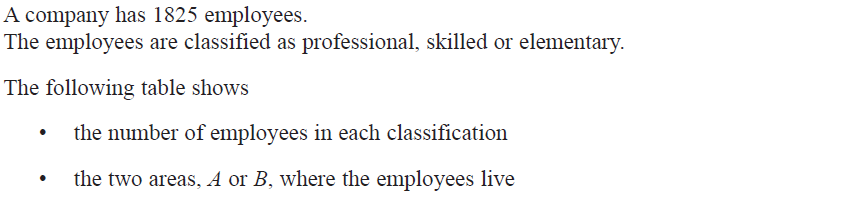 A company has 1825 employees.
The employees are classified as professional, skilled or elementary.
The following table shows
• the number of employees in each classification
• the two areas, A or B, where the employees live